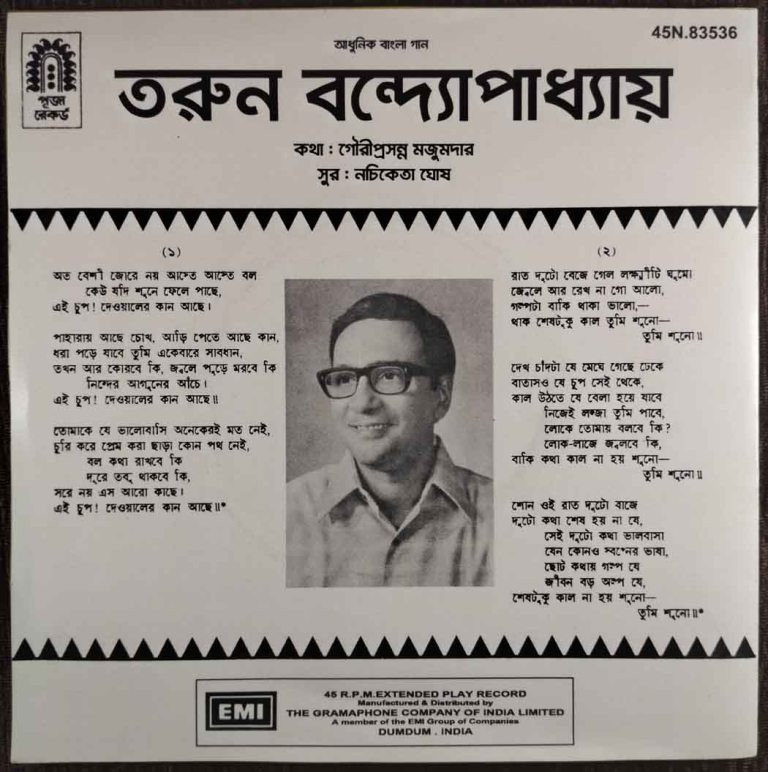 45N.83536
পূজা
রেকর্ড
আধুনিক বাংলা গান
তরুন বন্দ্যোপাধ্যায়
কথা : গৌরীপ্রসন্ন মজুমদার
সুর : নচিকেতা ঘোষ
(১)
অত বেশী জোরে নয় আস্তে আস্তে বল
কেউ যদি শুনে ফেলে পাছে,
এই চুপ! দেওয়ালের কান আছে।
পাহারায় আছে চোখ, আড়ি পেতে আছে কান,
ধরা পড়ে যাবে তুমি একেবারে সাবধান,
তখন আর কোরবে কি, জ্বলে পুড়ে মরবে কি
নিন্দের আগুনের আঁচে।
এই চুপ! দেওয়ালের কান আছে॥
তোমাকে যে ভালোবাসি অনেকেরই মত নেই,
চুরি করে প্রেম করা ছাড়া কোন পথ নেই,
বল কথা রাখবে কি
দূরে তবু থাকবে কি,
সরে নয় এস আরো কাছে।
এই চুপ! দেওয়ালের কান আছে॥*
(২)
রাত দুটো বেজে গেল লক্ষ্মীটি ঘুমো।
জ্বেলে আর রেখ না গো আলো,
গল্পটা বাকি থাকা ভালো,—
থাক শেষটুকু কাল তুমি শুনো—
তুমি শুনো॥
দেখ চাঁদটা যে মেঘে গেছে ঢেকে
বাতাসও যে চুপ সেই থেকে,
কাল উঠতে যে বেলা হয়ে যাবে
নিজেই লজ্জা তুমি পাবে,
লোকে তোমায় বলবে কি?
লোক-লাজে জ্বলবে কি,
বাকি কথা কাল না হয় শুনো—
তুমি শুনো॥
শোন ওই রাত দুটো বাজে
দুটো কথা শেষ হয় না যে,
সেই দুটো কথা ভালবাসা
যেন কোনও স্বপ্নের ভাষা,
ছোট কথায় গল্প যে
জীবন বড় অল্প যে,
শেষটুকু কাল না হয় শুনো—
তুমি শুনো॥*
EMI
45 R.P.M.EXTENDED PLAY RECORD
Manufactured & Distributed by
THE GRAMAPHONE COMPANY OF INDIA LIMITED
A member of the EMI Group of Companies
DUMDUM . INDIA